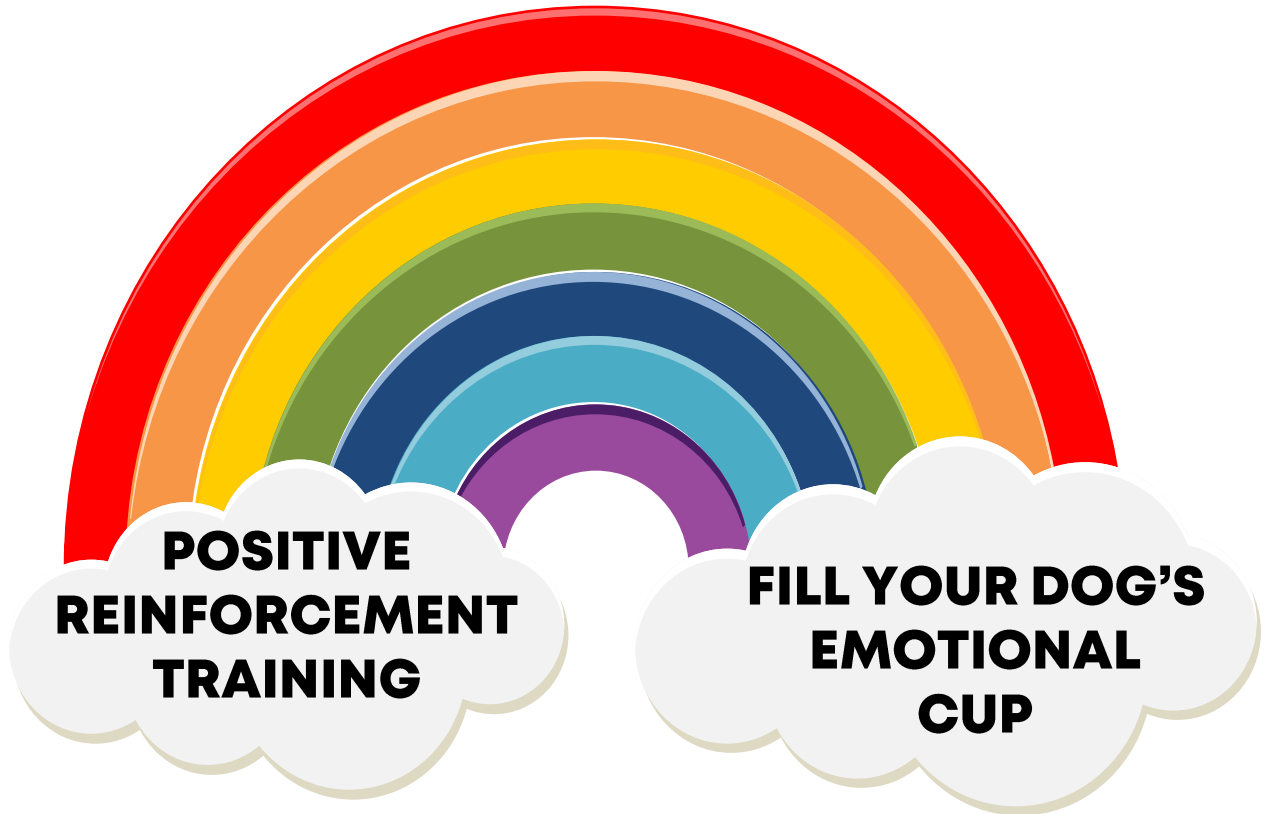 POSITIVE
REINFORCEMENT
TRAINING
FILL YOUR DOG’S
EMOTIONAL
CUP